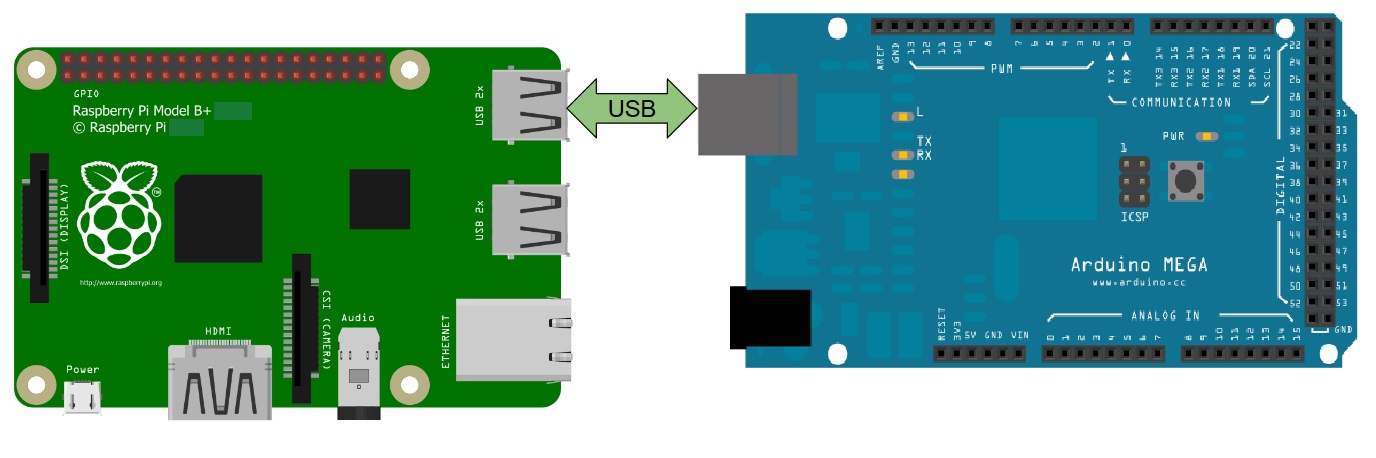 GPIO
Raspberry Pi Model B+
© Raspberry Pi
DSI (DISPLAY)
TM
http://www.raspberrypi.org
Power
HDMI
CSI (CAMERA)
Audio
ETHERNET
USB 2x
USB 2x
USB
AREF
GND
13
12
11
10
9
8
7
6
5
4
3
2
1
0
PWM
TX
RX
TX3 14
RX3 15
TX2 16
RX2 17
TX1 18
RX1 19
SDA 20
SCL 21
COMMUNICATION
L
TX
RX
PWR
1
ICSP
Arduino MEGA
www.arduino.cc
DIGITAL
22
24
26
28
30 31
32 33
34 35
36 37
38 39
40 41
42 43
44 45
46 47
48 49
50 51
52 53
GND
RESET
3V3
5V GND VIN
ANALOG IN
0 1 2 3 4 5 6 7
8 9 10 11 12 13 14 15